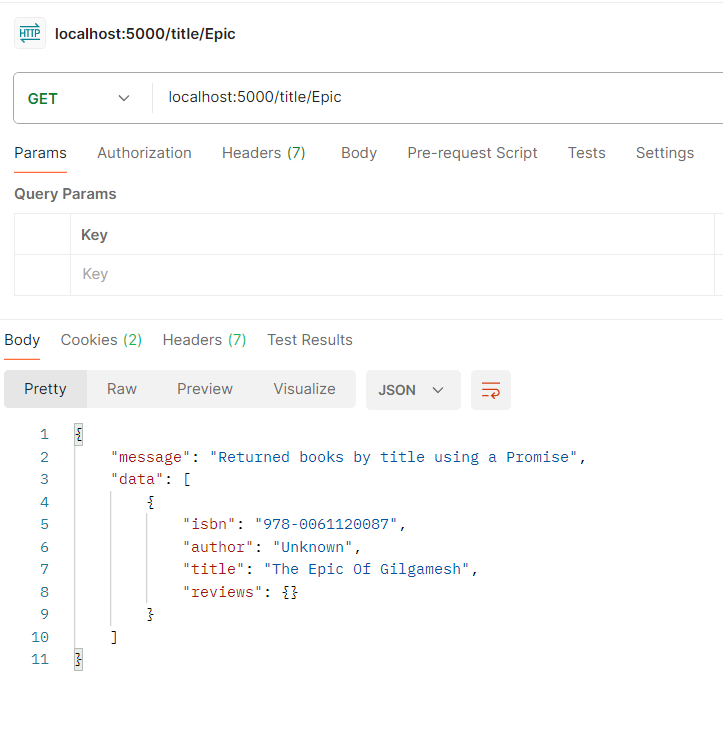 HTTP localhost:5000/title/Epic
GET localhost:5000/title/Epic
Params Authorization Headers (7) Body Pre-request Script Tests Settings
Query Params
Key
Key
Body Cookies (2) Headers (7) Test Results
Pretty Raw Preview Visualize JSON
1 {
2 "message": "Returned books by title using a Promise",
3 "data": [
4 {
5 "isbn": "978-0061120087",
6 "author": "Unknown",
7 "title": "The Epic Of Gilgamesh",
8 "reviews": {}
9 }
10 ]
11 }